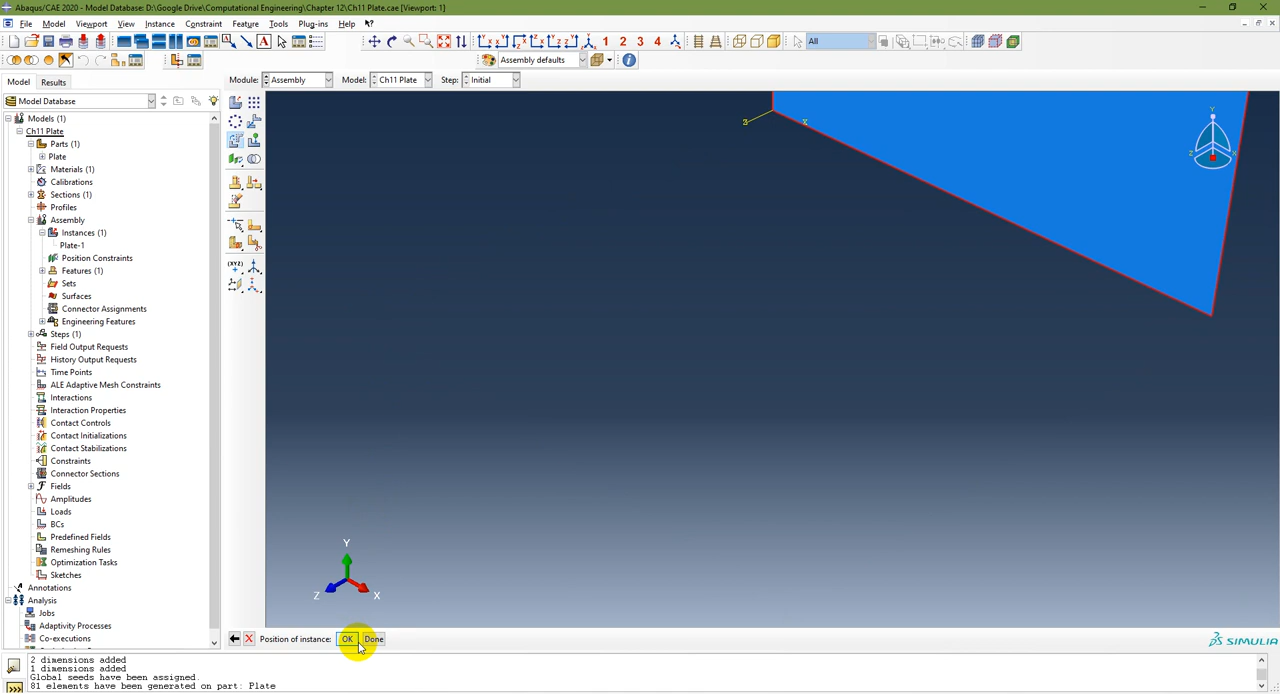 Abaqus/CAE 2020 - Model Database: D:\Google Drive\Computational Engineering\Chapter 12\Ch11 Plate.cae [Viewport: 1]
File Model Viewport View Instance Constraint Feature Tools Plug-ins Help
1 2 3 4 All
Assembly defaults
Module: Assembly Model: Ch11 Plate Step: Initial
Model Results
Model Database
Models (1)
Ch11 Plate
Parts (1)
Plate
Materials (1)
Calibrations
Sections (1)
Profiles
Assembly
Instances (1)
Plate-1
Position Constraints
Features (1)
Sets
Surfaces
Connector Assignments
Engineering Features
Steps (1)
Field Output Requests
History Output Requests
Time Points
ALE Adaptive Mesh Constraints
Interactions
Interaction Properties
Contact Controls
Contact Initializations
Contact Stabilizations
Constraints
Connector Sections
Fields
Amplitudes
Loads
BCs
Predefined Fields
Remeshing Rules
Optimization Tasks
Sketches
Annotations
Analysis
Jobs
Adaptivity Processes
Co-executions
(XYZ)
Z X
Y
Z X
Y
Z X
Position of instance: OK Done
SIMULIA
2 dimensions added
1 dimensions added
Global seeds have been assigned.
81 elements have been generated on part: Plate